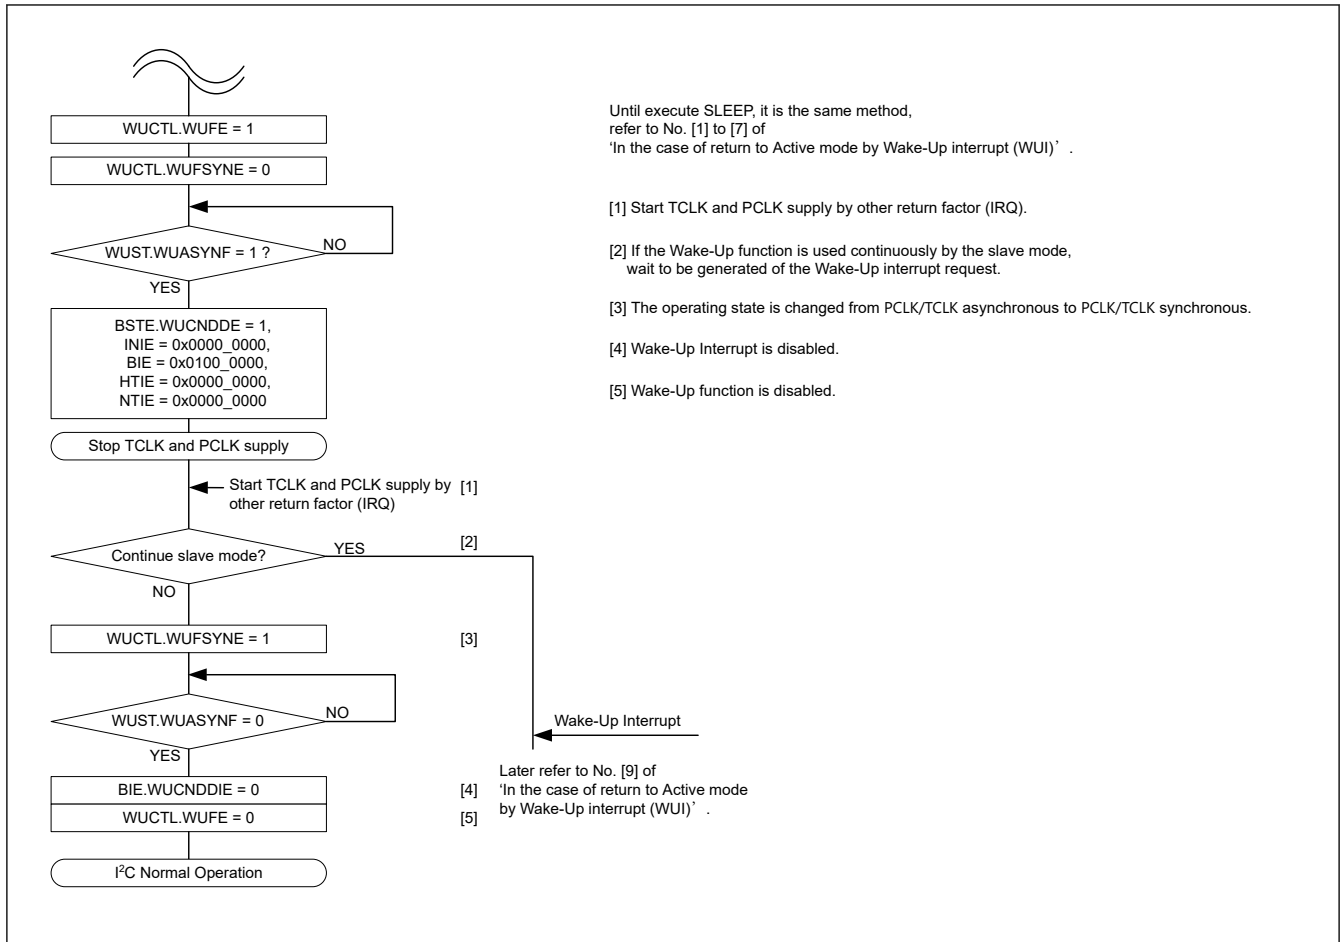 WUCTL.WUFE = 1
WUCTL.WUFSYNE = 0
WUST.WUASYNF = 1 ?
NO
YES
BSTE.WUCNDDE = 1,
INIE = 0x0000_0000,
BIE = 0x0100_0000,
HTIE = 0x0000_0000,
NTIE = 0x0000_0000
Stop TCLK and PCLK supply
Start TCLK and PCLK supply by [1]
other return factor (IRQ)
Continue slave mode?
YES
[2]
NO
WUCTL.WUFSYNE = 1
[3]
WUST.WUASYNF = 0
NO
YES
BIE.WUCNDDIE = 0
[4]
WUCTL.WUFE = 0
[5]
I²C Normal Operation
Wake-Up Interrupt
Later refer to No. [9] of
‘In the case of return to Active mode
by Wake-Up interrupt (WUI)’ .
Until execute SLEEP, it is the same method,
refer to No. [1] to [7] of
‘In the case of return to Active mode by Wake-Up interrupt (WUI)’ .
[1] Start TCLK and PCLK supply by other return factor (IRQ).
[2] If the Wake-Up function is used continuously by the slave mode,
wait to be generated of the Wake-Up interrupt request.
[3] The operating state is changed from PCLK/TCLK asynchronous to PCLK/TCLK synchronous.
[4] Wake-Up Interrupt is disabled.
[5] Wake-Up function is disabled.